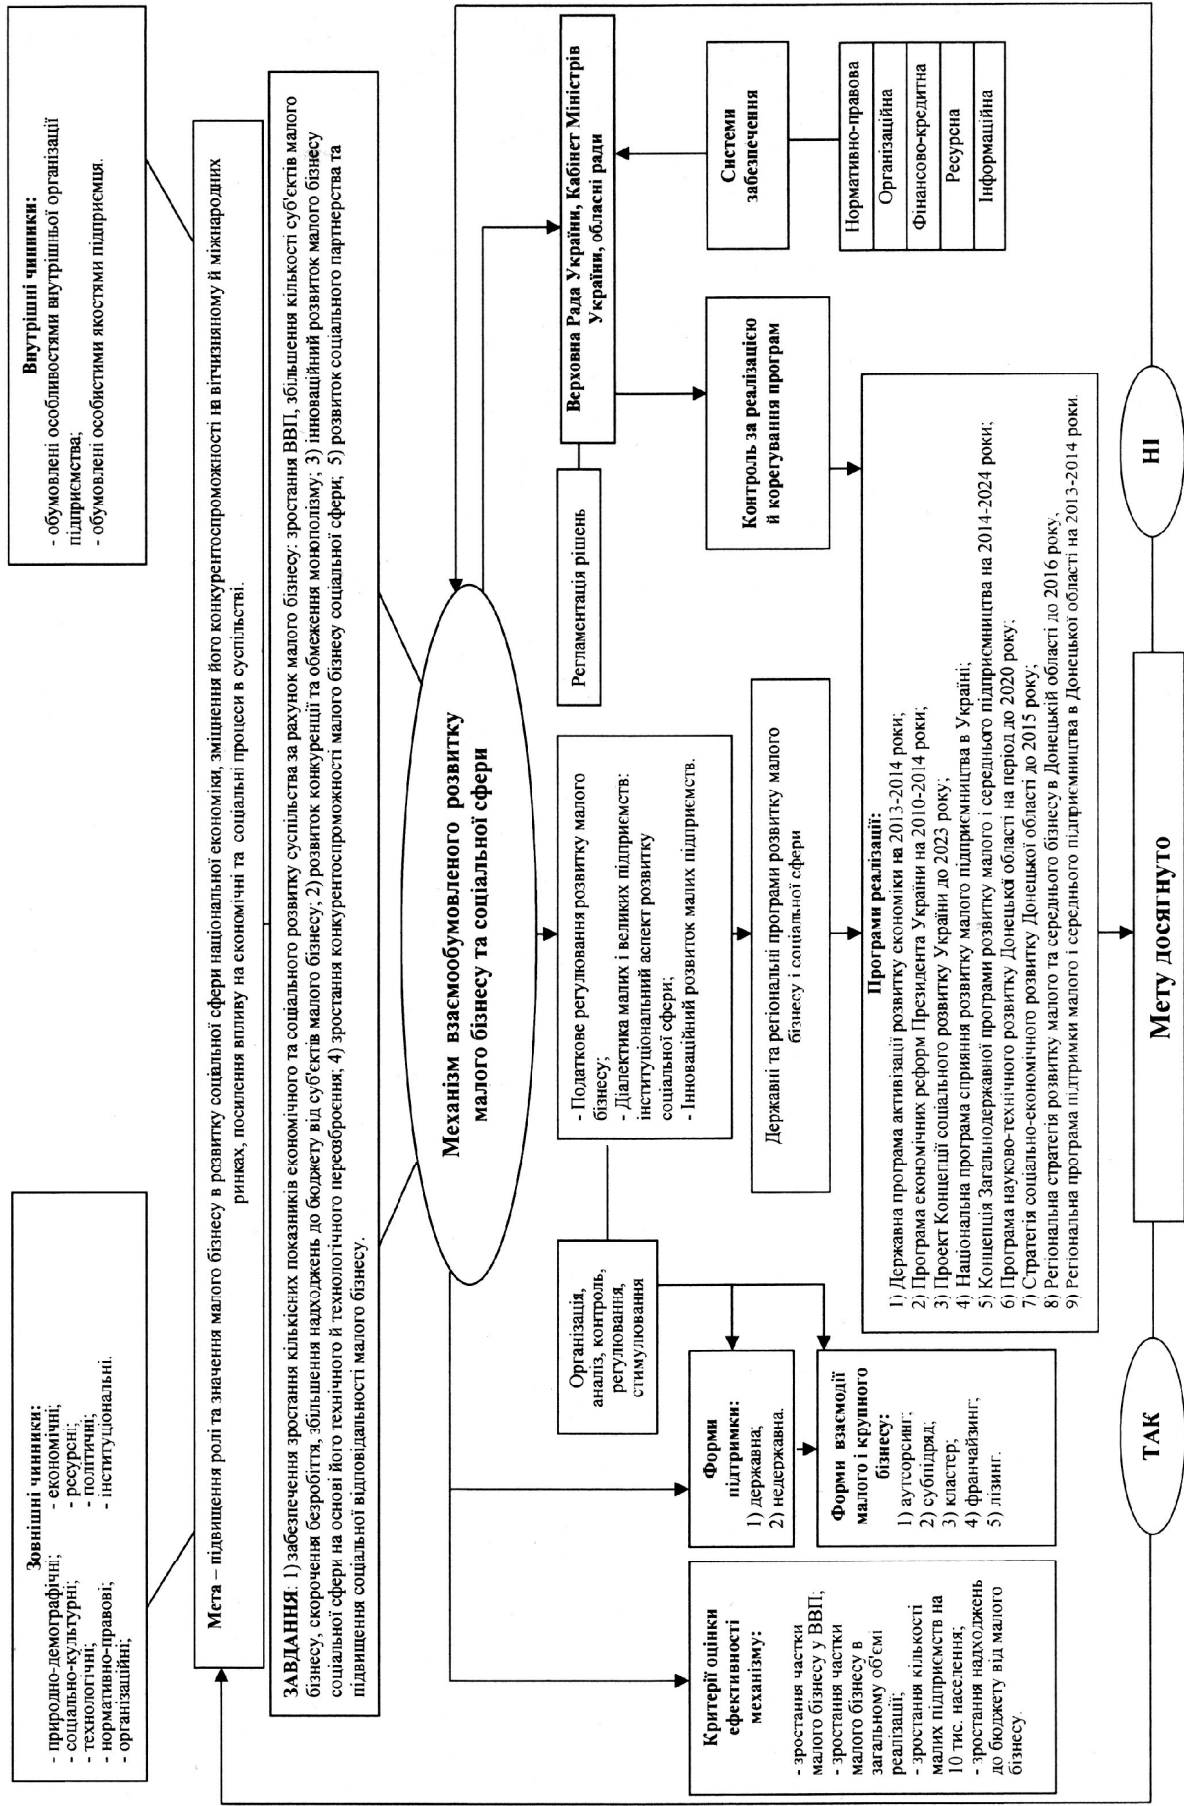 Зовнішні чинники:
- природно-демографічні;
- соціально-культурні;
- технологічні;
- нормативно-правові;
- організаційні;
- економічні;
- ресурсні;
- політичні;
- інституціональні.
Внутрішні чинники:
- обумовлені особливостями внутрішньої організації
підприємства;
- обумовлені особистими якостями підприємця.
Мета – підвищення ролі та значення малого бізнесу в розвитку соціальної сфери національної економіки, зміцнення його конкурентоспроможності на вітчизняному й міжнародних
ринках, посилення впливу на економічні та соціальні процеси в суспільстві.
ЗАВДАННЯ: 1) забезпечення зростання кількісних показників економічного та соціального розвитку суспільства за рахунок малого бізнесу: зростання ВВП, збільшення кількості суб'єктів малого
бізнесу, скорочення безробіття, збільшення надходжень до бюджету від суб'єктів малого бізнесу; 2) розвиток конкуренції та обмеження монополізму; 3) інноваційний розвиток малого бізнесу
соціальної сфери на основі його технічного й технологічного переозброєння; 4) зростання конкурентоспроможності малого бізнесу соціальної сфери; 5) розвиток соціального партнерства та
підвищення соціальної відповідальності малого бізнесу.
Механізм взаємообумовленого розвитку
малого бізнесу та соціальної сфери
Верховна Рада України, Кабінет Міністрів
України, обласні ради
Регламентація рішень
Системи
забезпечення
Нормативно-правова
Організаційна
Фінансово-кредитна
Ресурсна
Інформаційна
Контроль за реалізацією
й корегування програм
- Податкове регулювання розвитку малого
бізнесу;
- Діалектика малих і великих підприємств:
інституціональний аспект розвитку
соціальної сфери;
- Інноваційний розвиток малих підприємств.
Організація,
аналіз, контроль,
регулювання,
стимулювання
Державні та регіональні програми розвитку малого
бізнесу і соціальної сфери
Форми
підтримки:
1) державна;
2) недержавна.
Форми взаємодії
малого і крупного
бізнесу:
1) аутсорсинг;
2) субпідряд;
3) кластер;
4) франчайзинг;
5) лізинг.
Критерії оцінки
ефективності
механізму:
- зростання частки
малого бізнесу у ВВП;
- зростання частки
малого бізнесу в
загальному об'ємі
реалізації;
- зростання кількості
малих підприємств на
10 тис. населення;
- зростання надходжень
до бюджету від малого
бізнесу.
Програми реалізації:
1) Державна програма активізації розвитку економіки на 2013-2014 роки;
2) Програма економічних реформ Президента України на 2010-2014 роки;
3) Проект Концепції соціального розвитку України до 2023 року;
4) Національна програма сприяння розвитку малого підприємництва в Україні;
5) Концепція Загальнодержавної програми розвитку малого і середнього підприємництва на 2014-2024 роки;
6) Програма науково-технічного розвитку Донецької області на період до 2020 року;
7) Стратегія соціально-економічного розвитку Донецької області до 2015 року;
8) Регіональна стратегія розвитку малого та середнього бізнесу в Донецькій області до 2016 року,
9) Регіональна програма підтримки малого і середнього підприємництва в Донецької області на 2013-2014 роки.
ТАК
Мету досягнуто
НІ